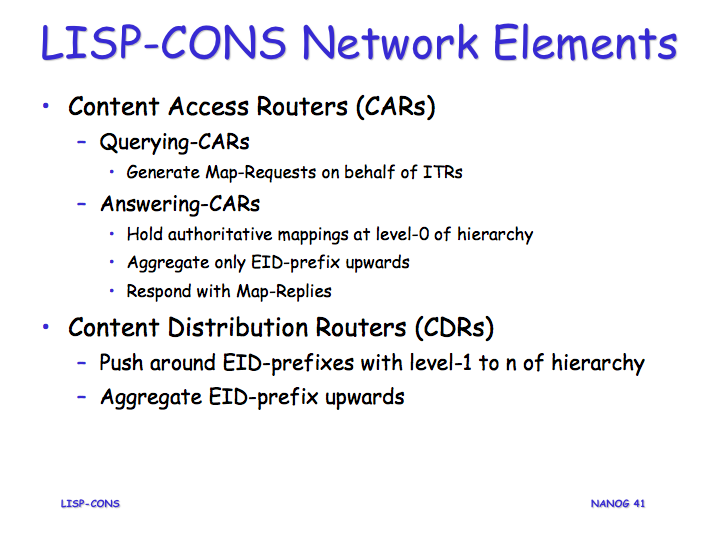 LISP-CONS Network Elements
• Content Access Routers (CARs)
– Querying-CARs
• Generate Map-Requests on behalf of ITRs
– Answering-CARs
• Hold authoritative mappings at level-0 of hierarchy
• Aggregate only EID-prefix upwards
• Respond with Map-Replies
• Content Distribution Routers (CDRs)
– Push around EID-prefixes with level-1 to n of hierarchy
– Aggregate EID-prefix upwards
LISP-CONS
NANOG 41